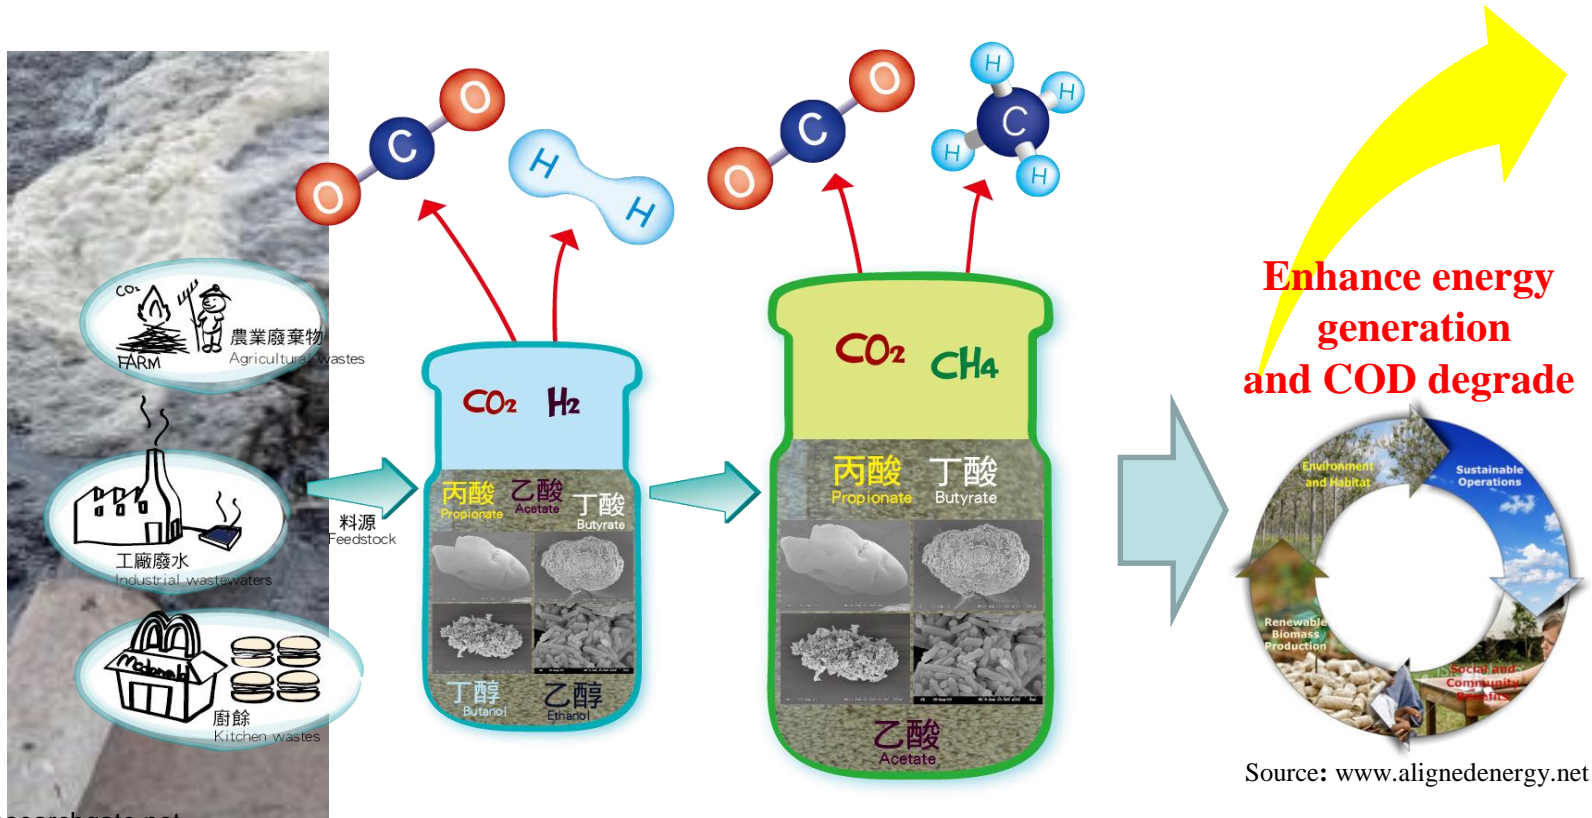 CO2
FARM
農業廢棄物
Agricultural wastes
工廠廢水
Industrial wastewaters
廚餘
Kitchen wastes
料源
Feedstock
O
C
O
H
H
CO2
H2
丙酸
Propionate
乙酸
Acetate
丁酸
Butyrate
丁醇
Butanol
乙醇
Ethanol
O
C
O
H
H
C
H
H
CO2
CH4
丙酸
Propionate
丁酸
Butyrate
乙酸
Acetate
Enhance energy
generation
and COD degrade
Environment
and Habitat
Sustainable
Operations
Renewable
Biomass
Production
Social and
Community
Benefits
Source: www.alignedenergy.net